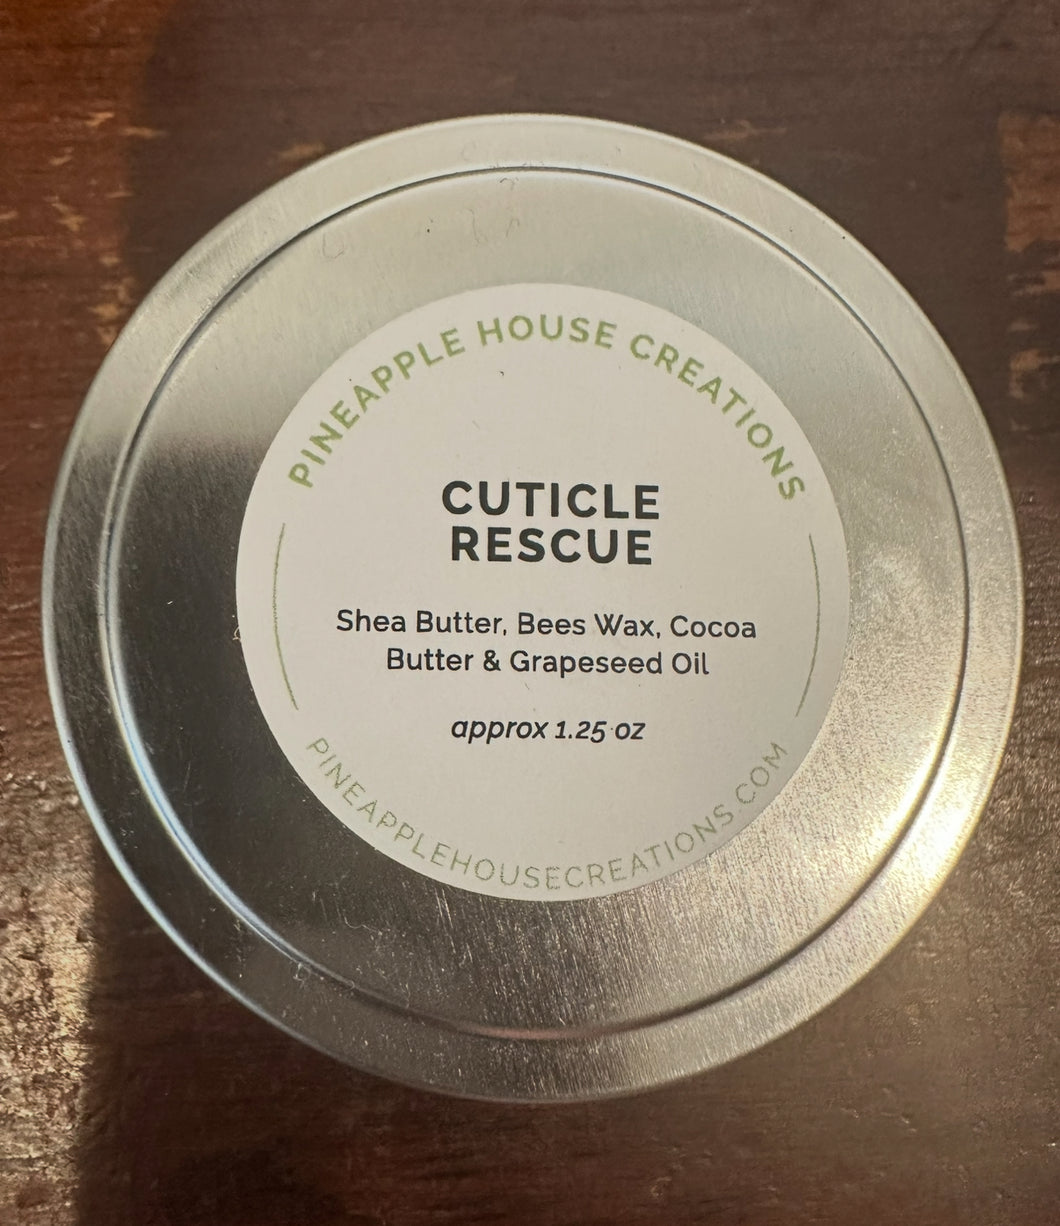 PINEAPPLE HOUSE CREATIONS
CUTICLE
RESCUE
Shea Butter, Bees Wax, Cocoa
Butter & Grapeseed Oil
approx 1.25 oz
PINEAPPLEHOUSECREATIONS.COM